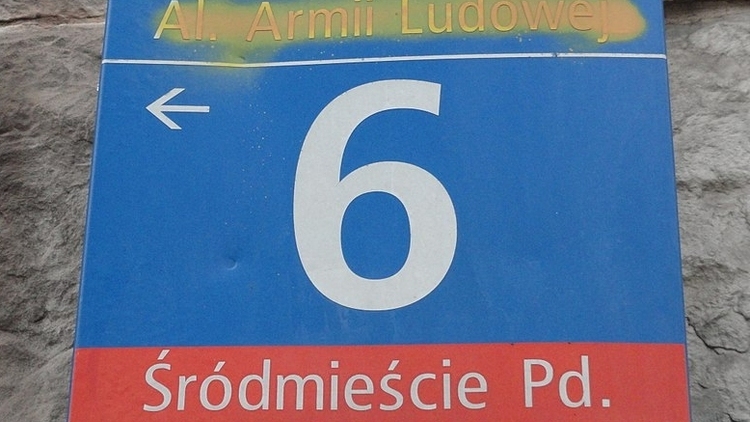 Al. Armii Ludowej
← 6
Śródmieście Pd.